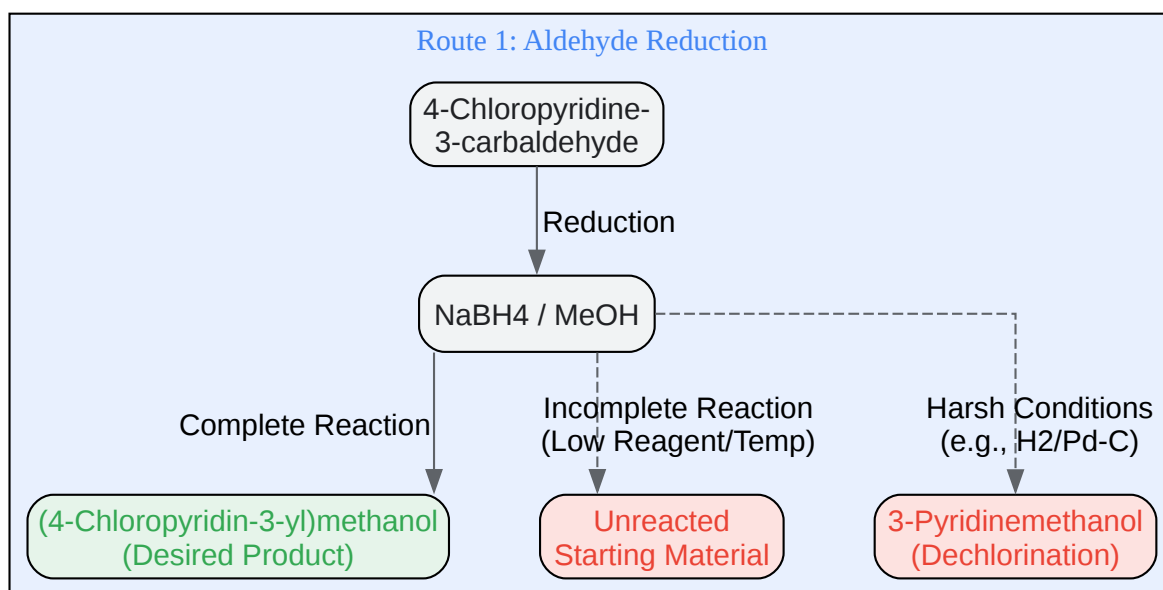 Route 1: Aldehyde Reduction
4-Chloropyridine-
3-carbaldehyde
Reduction
NaBH4 / MeOH
Complete Reaction
Incomplete Reaction
(Low Reagent/Temp)
Harsh Conditions
(e.g., H2/Pd-C)
(4-Chloropyridin-3-yl)methanol
(Desired Product)
Unreacted
Starting Material
3-Pyridinemethanol
(Dechlorination)